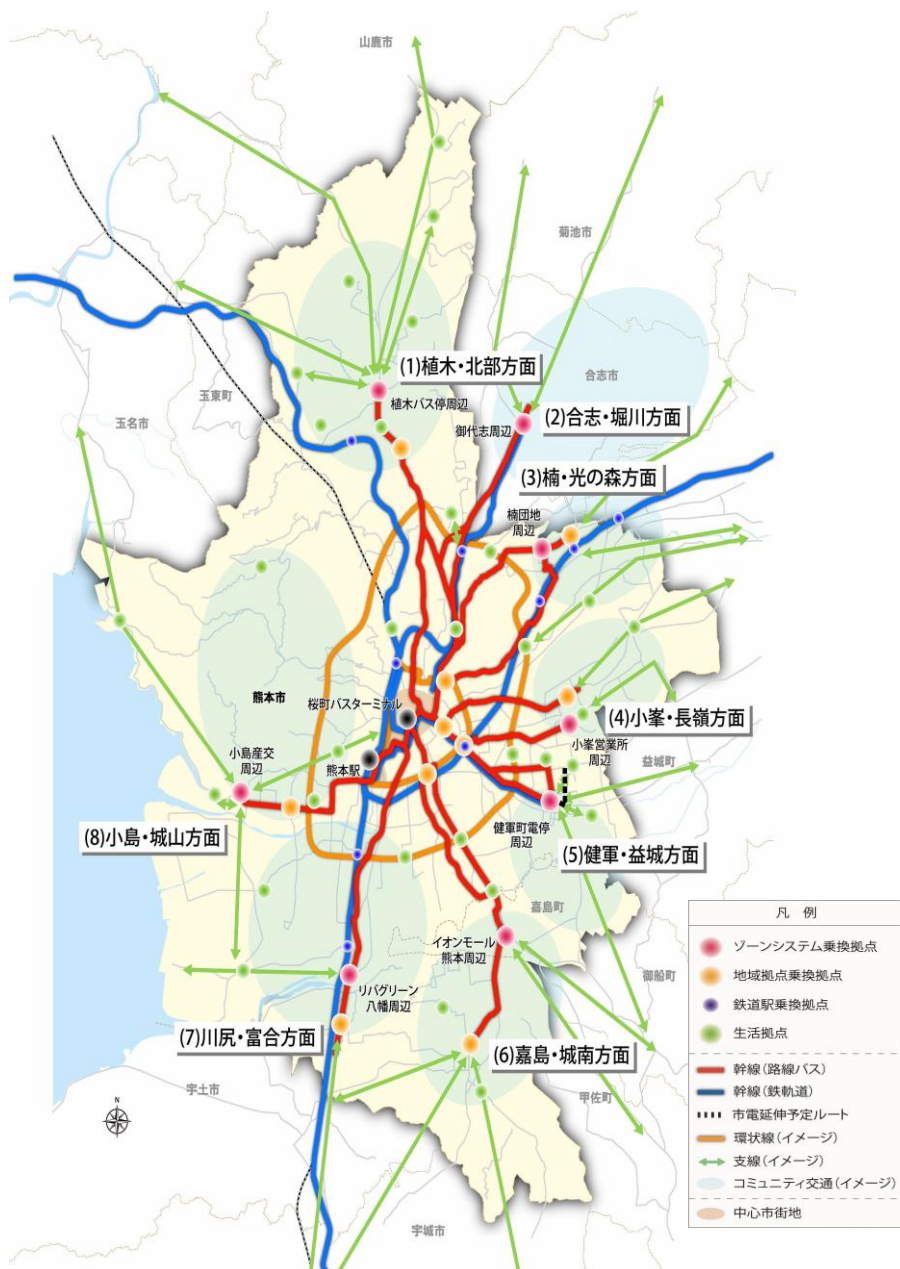 山鹿市
菊池市
合志市
(1)植木・北部方面
玉東町
植木バス停周辺
御代志周辺
(2)合志・堀川方面
玉名市
(3)楠・光の森方面
楠団地
周辺
熊本市
桜町バスターミナル
(4)小峯・長嶺方面
小島産交
周辺
熊本駅
小峯営業所
周辺
益城町
健軍町電停
周辺
(8)小島・城山方面
(5)健軍・益城方面
嘉島町
イオンモール
熊本周辺
御船町
リバグリーン
八幡周辺
(7)川尻・富合方面
(6)嘉島・城南方面
宇土市
甲佐町
N
宇城市
凡 例
ゾーンシステム乗換拠点
地域拠点乗換拠点
鉄道駅乗換拠点
生活拠点
幹線(路線バス)
幹線(鉄軌道)
市電延伸予定ルート
環状線(イメージ)
支線(イメージ)
コミュニティ交通(イメージ)
中心市街地